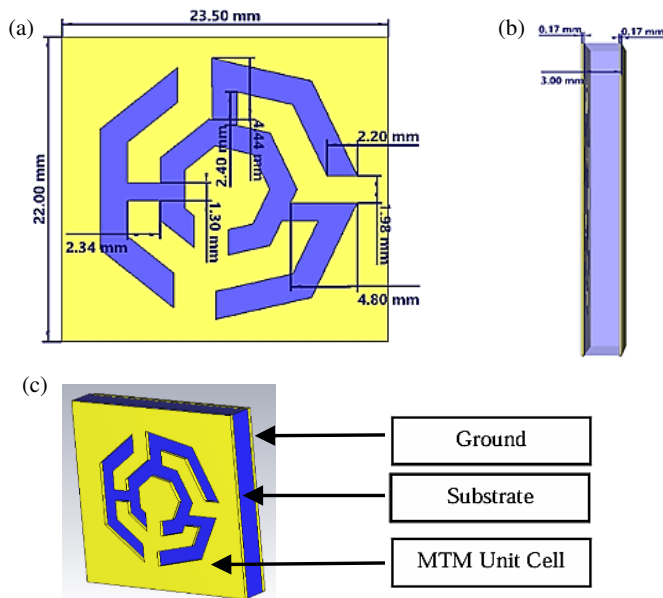 (a)
23.50 mm
22.00 mm
4.44 mm
2.40 mm
2.20 mm
1.30 mm
1.98 mm
2.34 mm
4.80 mm
(b)
0.17 mm
0.17 mm
3.00 mm
(c)
Ground
Substrate
MTM Unit Cell